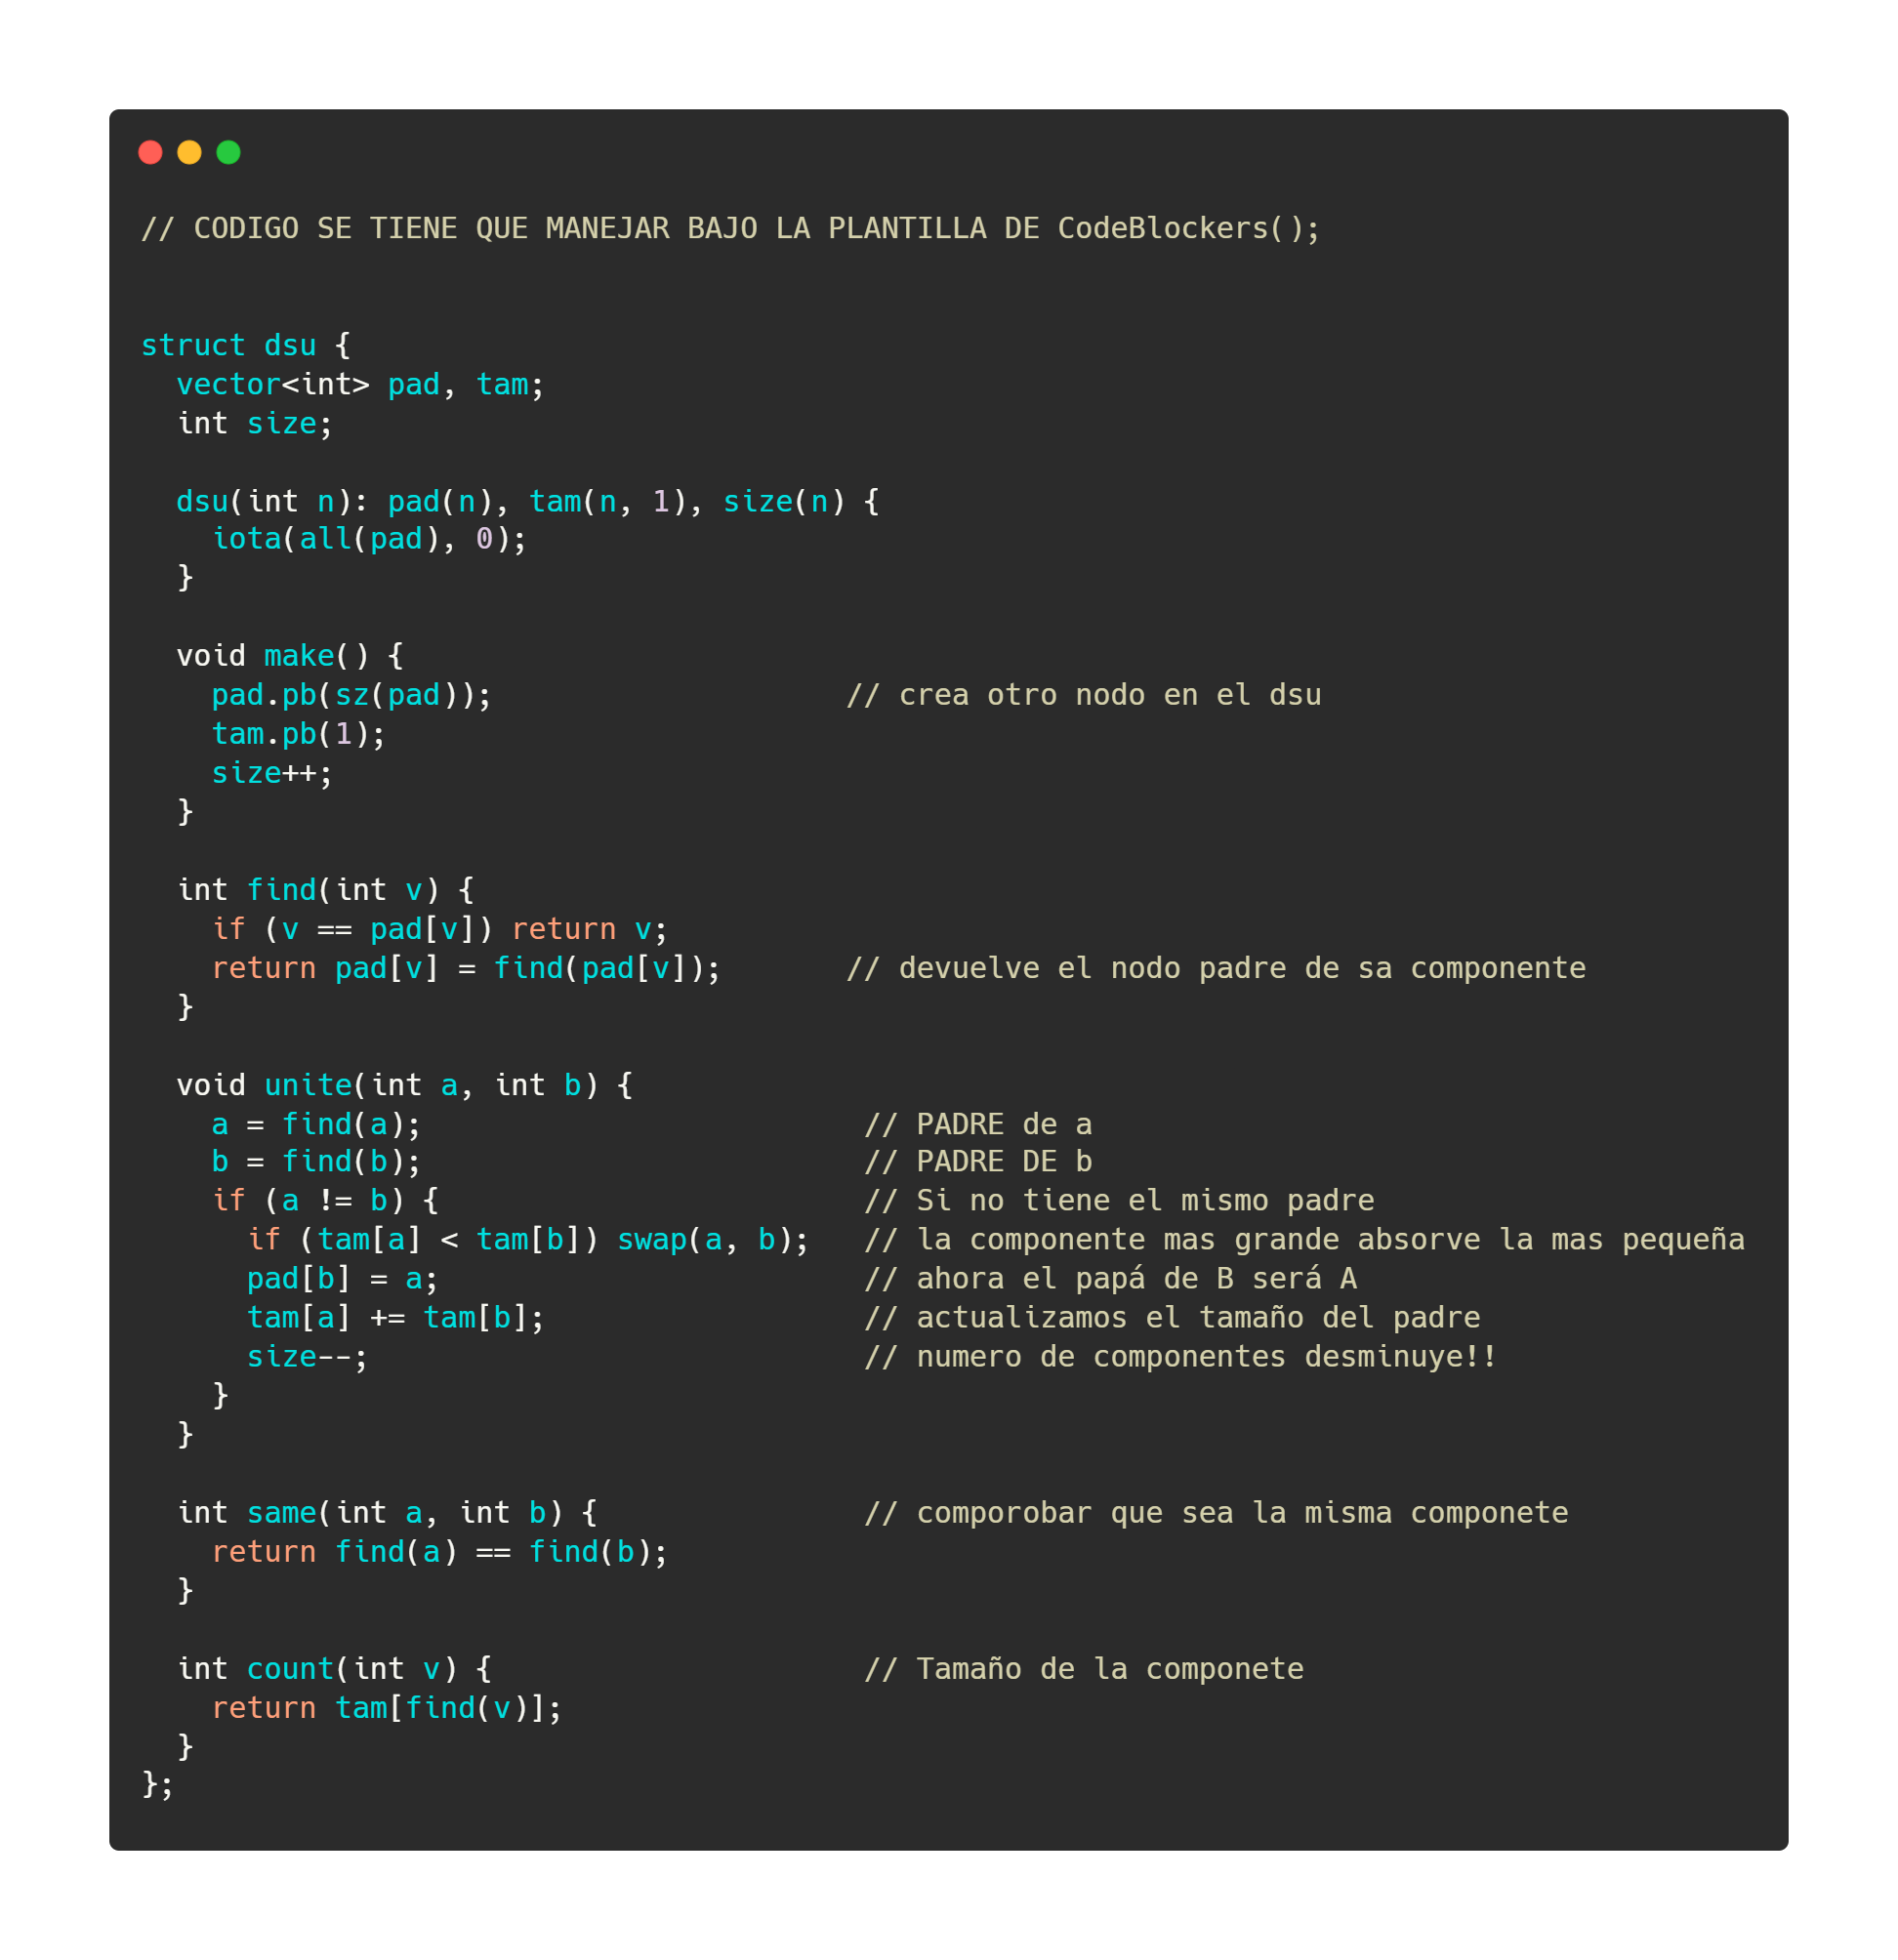 // CODIGO SE TIENE QUE MANEJAR BAJO LA PLANTILLA DE CodeBlockers();
struct dsu {
  vector<int> pad, tam;
  int size;
  dsu(int n): pad(n), tam(n, 1), size(n) {
    iota(all(pad), 0);
  }
  void make() {
    pad.pb(sz(pad));                    // crea otro nodo en el dsu
    tam.pb(1);
    size++;
  }
  int find(int v) {
    if (v == pad[v]) return v;
    return pad[v] = find(pad[v]);       // devuelve el nodo padre de sa componente
  }
  void unite(int a, int b) {
    a = find(a);                         // PADRE de a
    b = find(b);                         // PADRE DE b
    if (a != b) {                        // Si no tiene el mismo padre
      if (tam[a] < tam[b]) swap(a, b);   // la componente mas grande absorve la mas pequeña
      pad[b] = a;                        // ahora el papá de B será A
      tam[a] += tam[b];                  // actualizamos el tamaño del padre
      size--;                            // numero de componentes desminuye!!
    }
  }
  int same(int a, int b) {               // comporobar que sea la misma componete
    return find(a) == find(b);
  }
  int count(int v) {                     // Tamaño de la componete
    return tam[find(v)];
  }
};